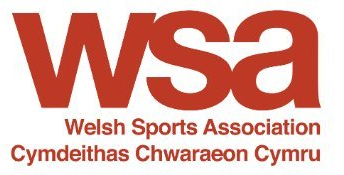 wsa
Welsh Sports Association
Cymdeithas Chwaraeon Cymru